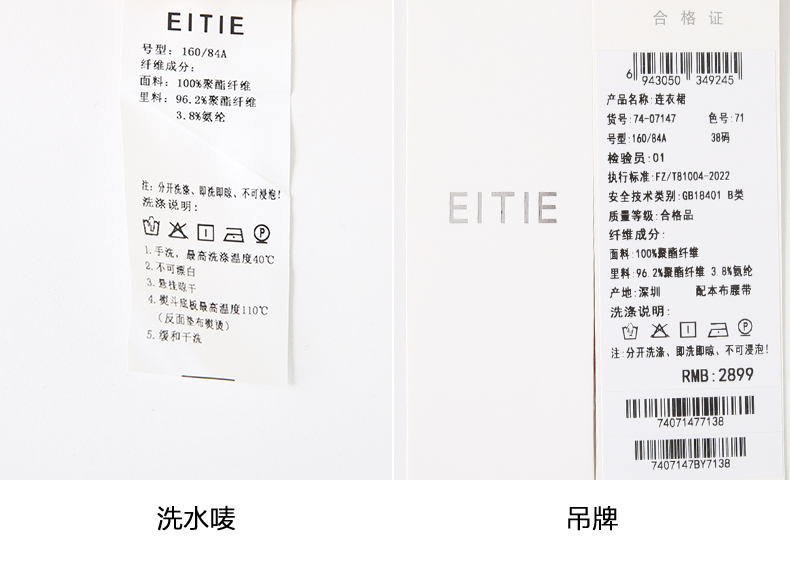 EITIE
号型: 160/84A
纤维成分:
面料: 100%聚酯纤维
里料: 96.2%聚酯纤维
3.8%氨纶
注: 分开洗涤、即洗即晾、不可浸泡!
洗涤说明:
1.手洗, 最高洗涤温度40℃
2.不可漂白
3.悬挂晾干
4.熨斗底板最高温度110℃
(反面垫布熨烫)
5.缓和干洗
洗水唛
EITIE
合格证
6 943050 349245
产品名称:连衣裙
货号:74-07147 色号:71
号型:160/84A 38码
检验员:01
执行标准:FZ/T81004-2022
安全技术类别:GB18401 B类
质量等级:合格品
纤维成分:
面料:100%聚酯纤维
里料:96.2%聚酯纤维 3.8%氨纶
产地:深圳 配本布腰带
洗涤说明:
注:分开洗涤、即洗即晾、不可浸泡!
RMB:2899
74071477138
7407147BY7138
吊牌